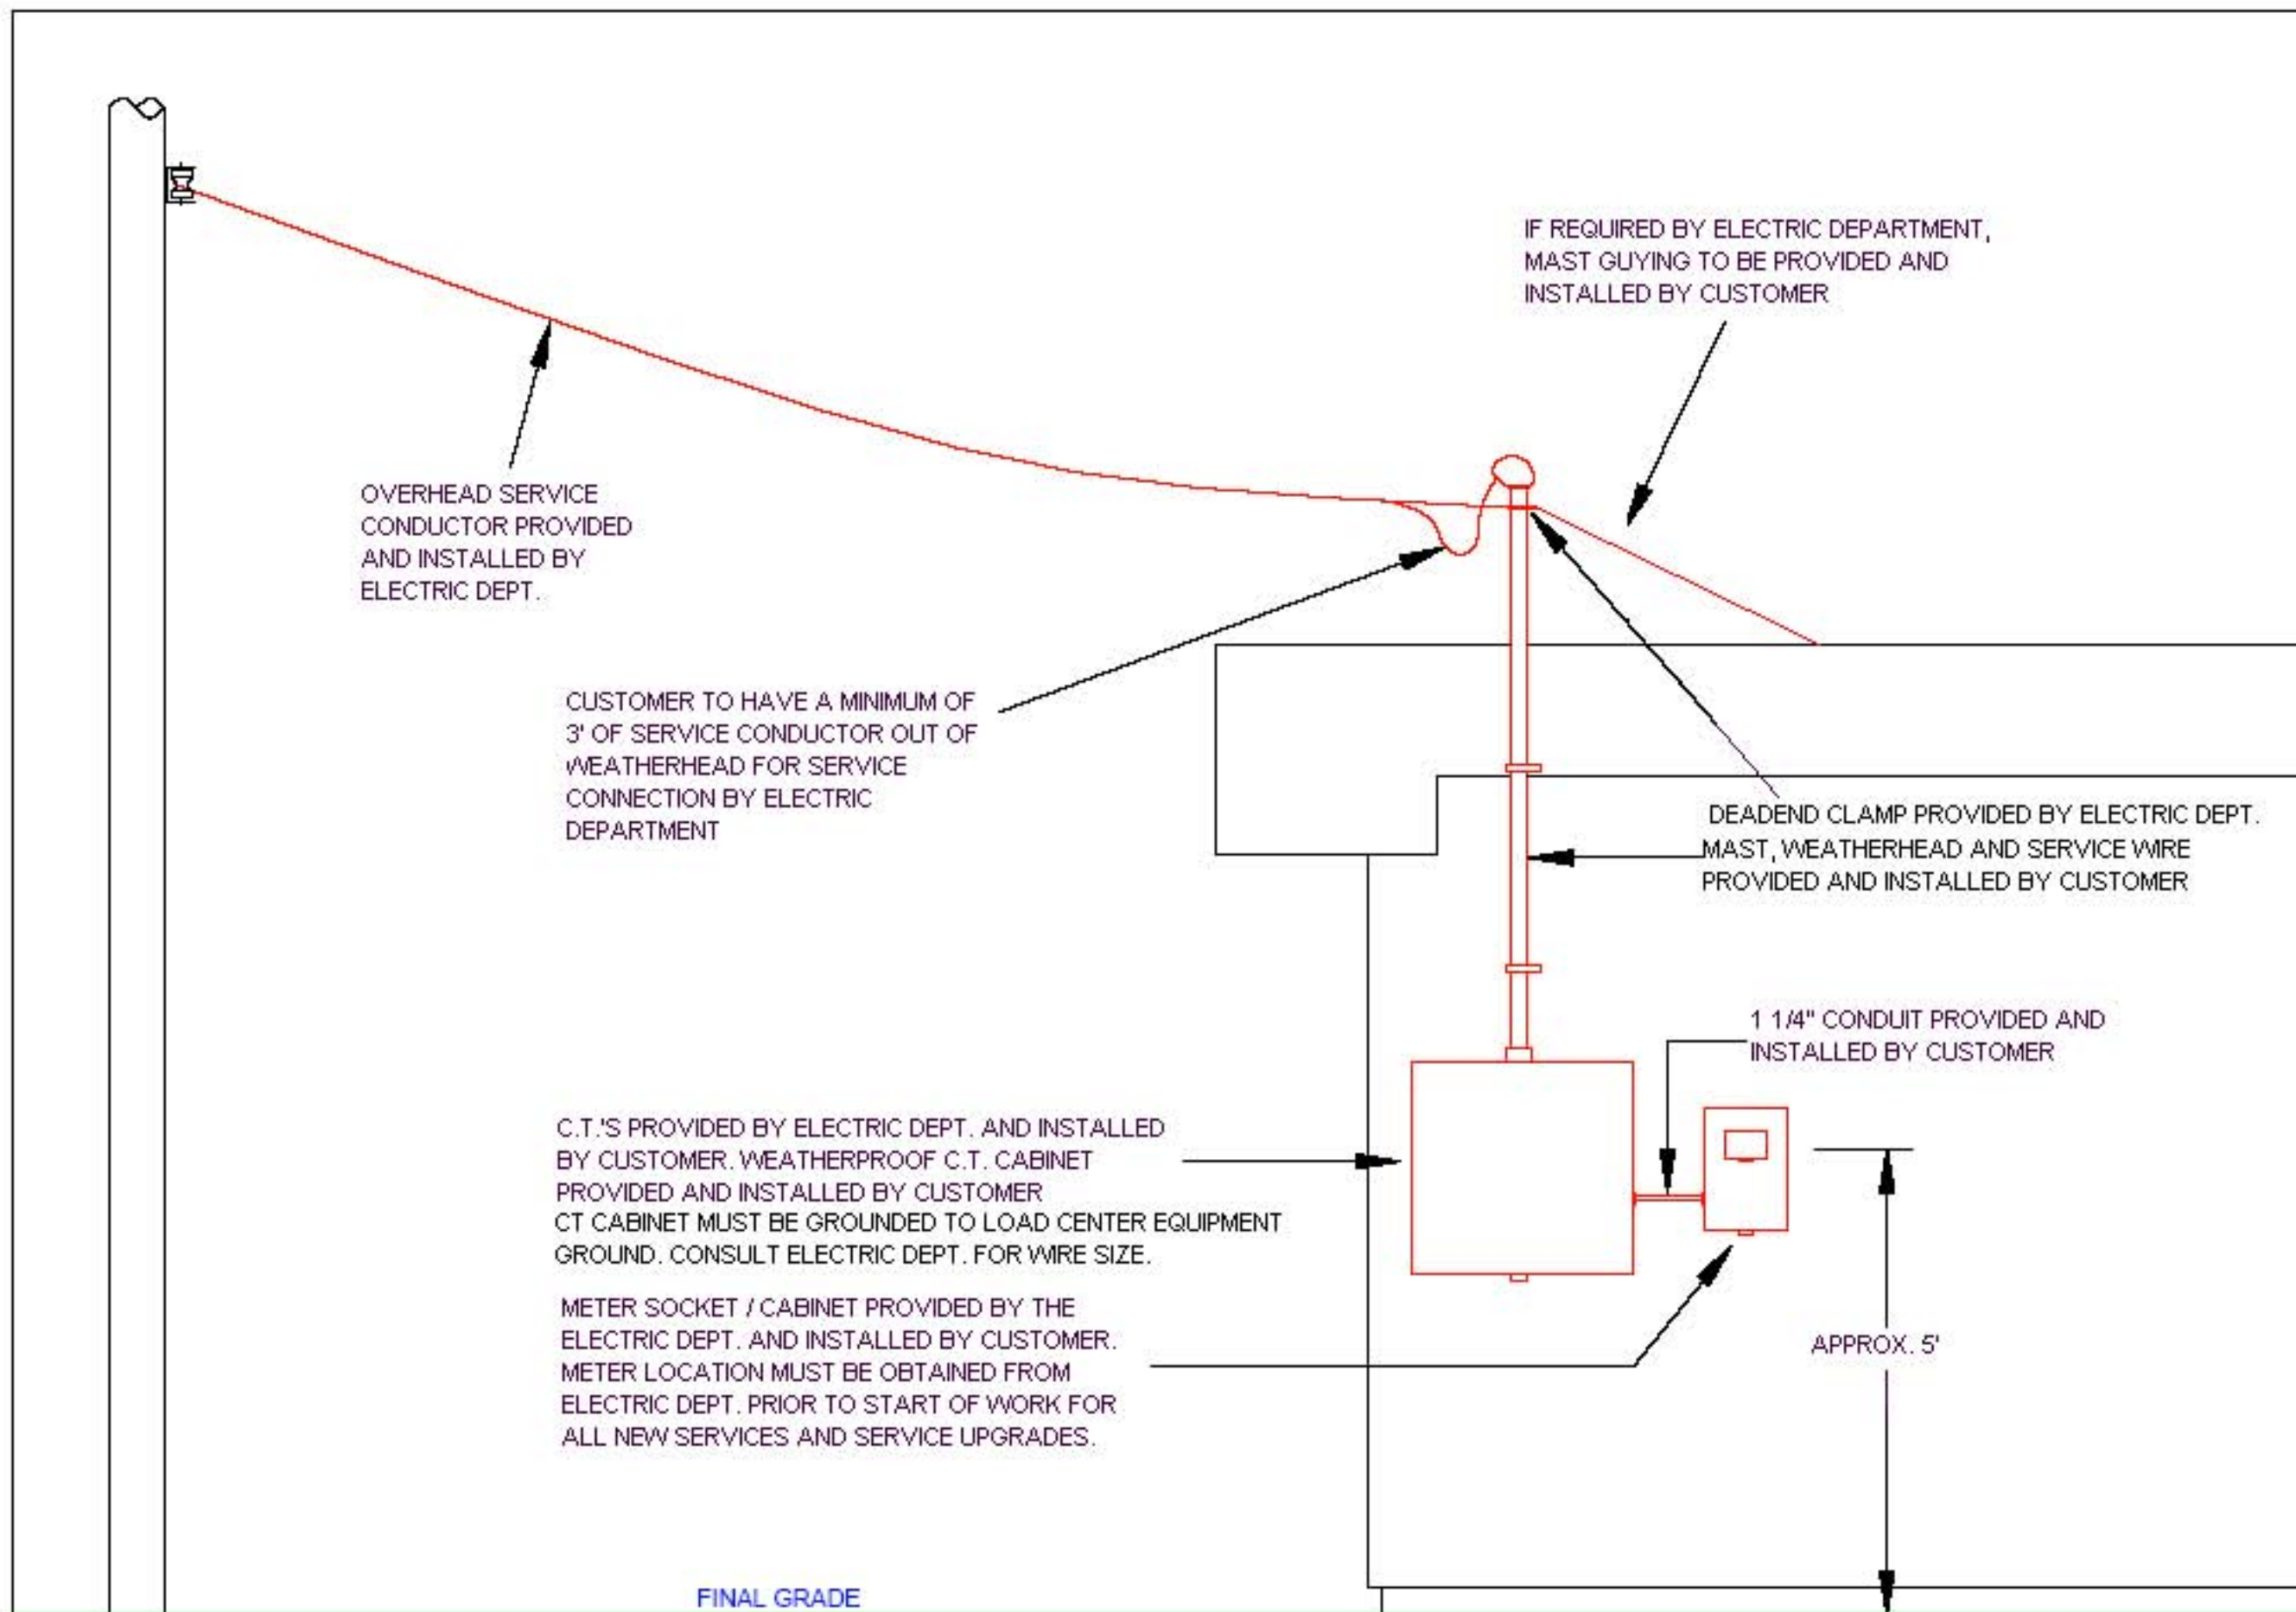 IF REQUIRED BY ELECTRIC DEPARTMENT,
MAST GUYING TO BE PROVIDED AND
INSTALLED BY CUSTOMER
OVERHEAD SERVICE
CONDUCTOR PROVIDED
AND INSTALLED BY
ELECTRIC DEPT.
CUSTOMER TO HAVE A MINIMUM OF
3' OF SERVICE CONDUCTOR OUT OF
WEATHERHEAD FOR SERVICE
CONNECTION BY ELECTRIC
DEPARTMENT
DEADEND CLAMP PROVIDED BY ELECTRIC DEPT.
MAST, WEATHERHEAD AND SERVICE WIRE
PROVIDED AND INSTALLED BY CUSTOMER
1 1/4" CONDUIT PROVIDED AND
INSTALLED BY CUSTOMER
C.T.'S PROVIDED BY ELECTRIC DEPT. AND INSTALLED
BY CUSTOMER. WEATHERPROOF C.T. CABINET
PROVIDED AND INSTALLED BY CUSTOMER
CT CABINET MUST BE GROUNDED TO LOAD CENTER EQUIPMENT
GROUND. CONSULT ELECTRIC DEPT. FOR WIRE SIZE.
METER SOCKET / CABINET PROVIDED BY THE
ELECTRIC DEPT. AND INSTALLED BY CUSTOMER.
METER LOCATION MUST BE OBTAINED FROM
ELECTRIC DEPT. PRIOR TO START OF WORK FOR
ALL NEW SERVICES AND SERVICE UPGRADES.
APPROX. 5'
FINAL GRADE